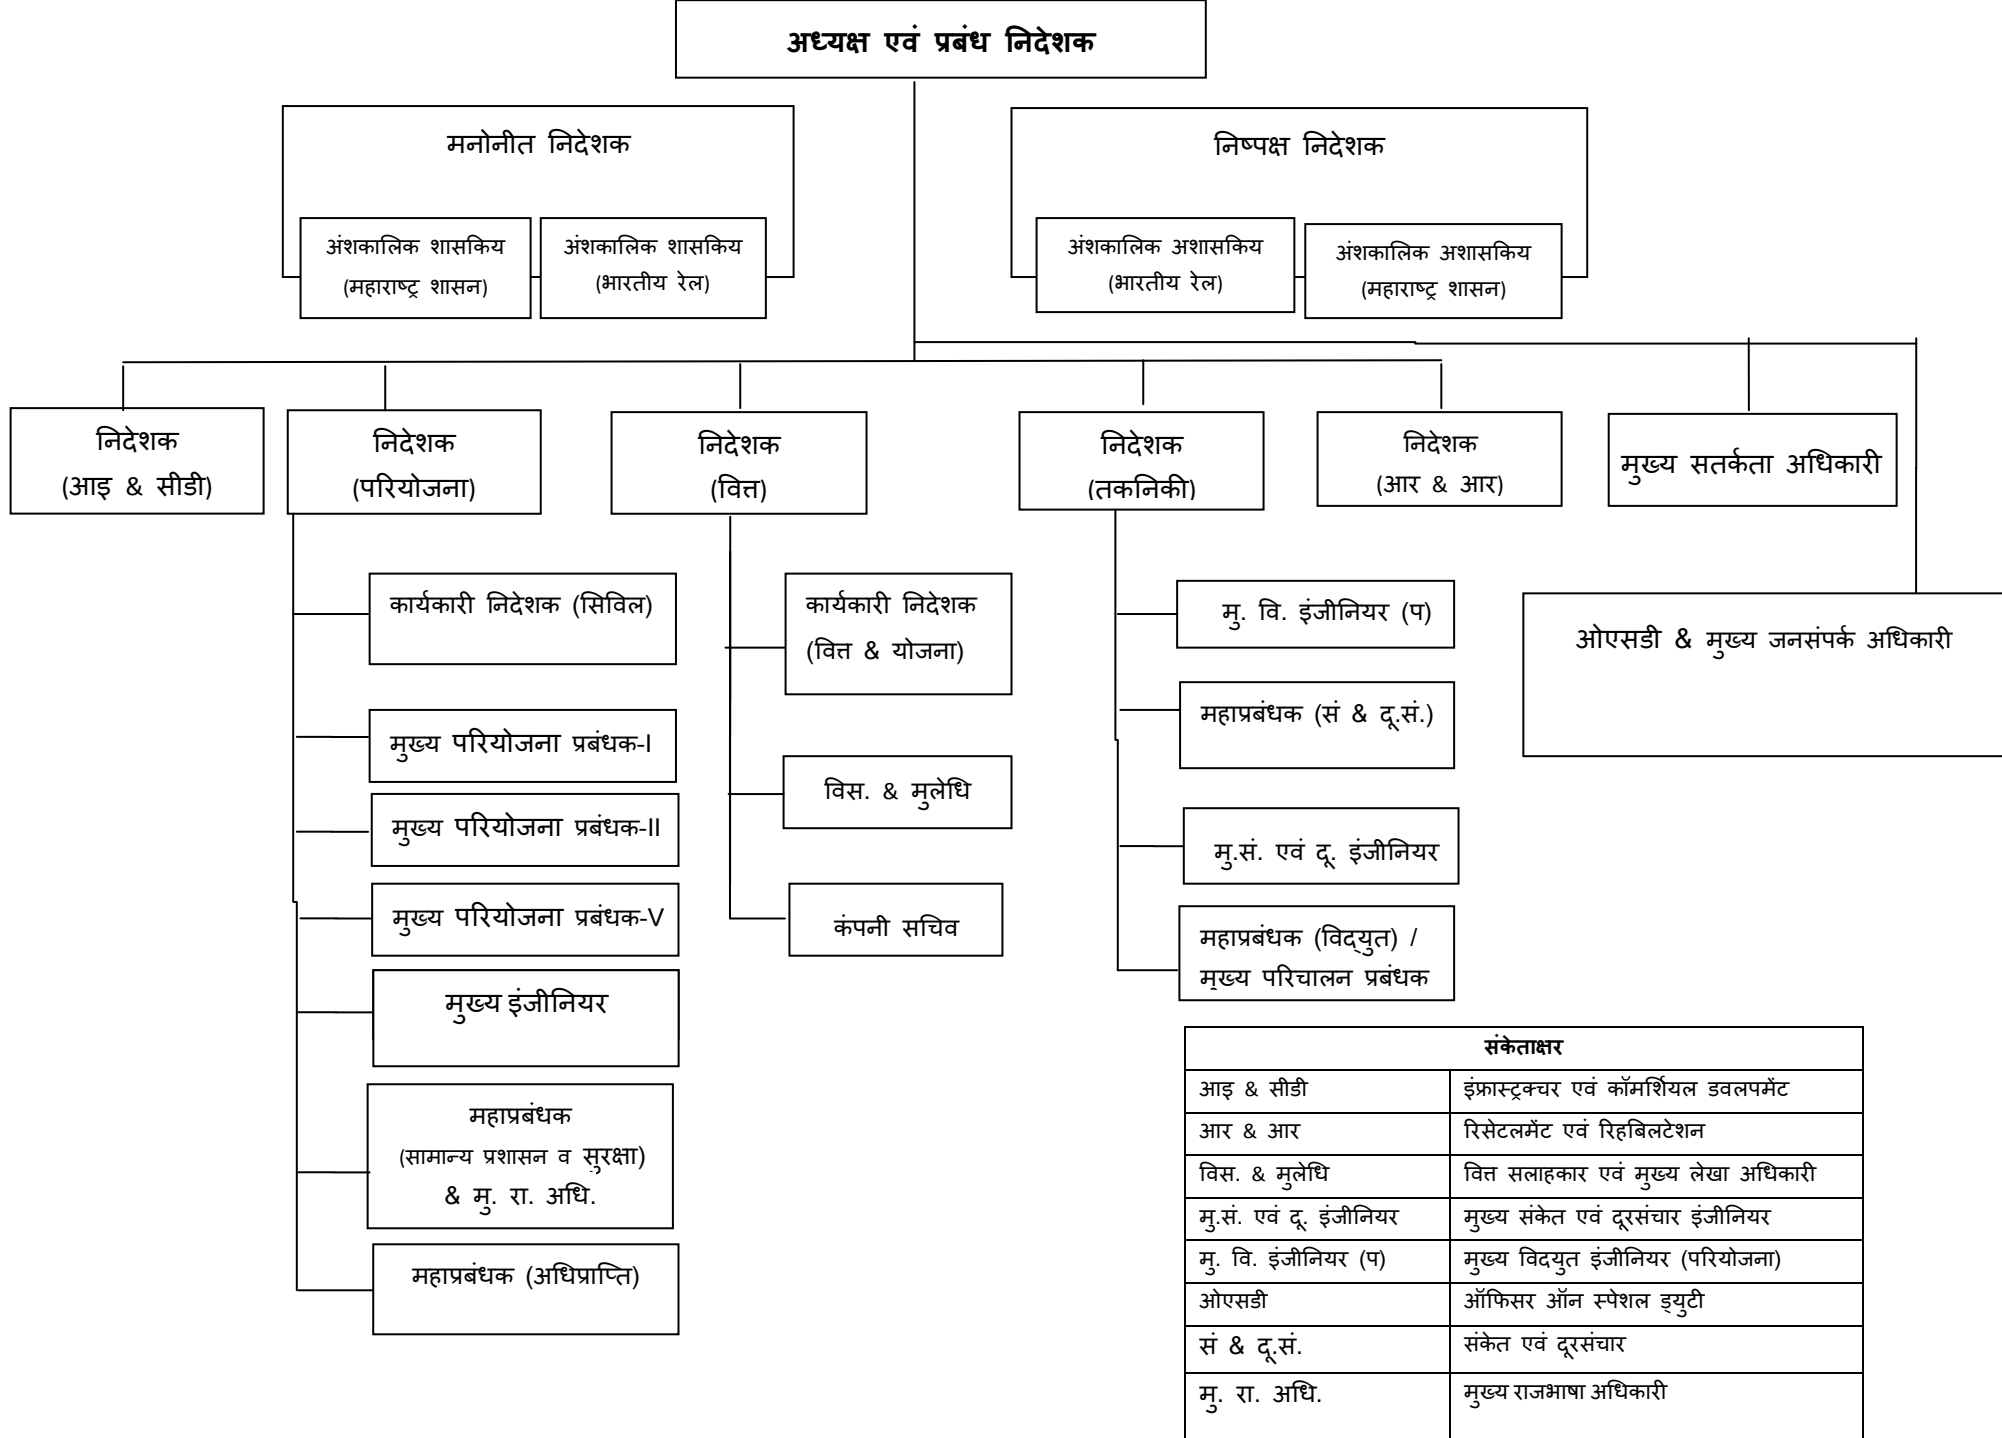 अध्यक्ष एवं प्रबंध निदेशक
मनोनीत निदेशक
अंशकालिक शासकिय
(महाराष्ट्र शासन)
अंशकालिक शासकिय
(भारतीय रेल)
निष्पक्ष निदेशक
अंशकालिक अशासकिय
(भारतीय रेल)
अंशकालिक अशासकिय
(महाराष्ट्र शासन)
निदेशक
(आइ & सीडी)
निदेशक
(परियोजना)
निदेशक
(वित्त)
निदेशक
(तकनिकी)
निदेशक
(आर & आर)
मुख्य सतर्कता अधिकारी
कार्यकारी निदेशक (सिविल)
मुख्य परियोजना प्रबंधक-I
मुख्य परियोजना प्रबंधक-II
मुख्य परियोजना प्रबंधक-V
मुख्य इंजीनियर
महाप्रबंधक
(सामान्य प्रशासन व सुरक्षा)
& मु. रा. अधि.
महाप्रबंधक (अधिप्राप्ति)
कार्यकारी निदेशक
(वित्त & योजना)
विस. & मुलेधि
कंपनी सचिव
मु. वि. इंजीनियर (प)
महाप्रबंधक (सं & दू.सं.)
मु.सं. एवं दू. इंजीनियर
महाप्रबंधक (विद्युत) /
मुख्य परिचालन प्रबंधक
ओएसडी & मुख्य जनसंपर्क अधिकारी
संकेताक्षर
आइ & सीडी इंफ्रास्ट्रक्चर एवं कॉमर्शियल डवलपमेंट
आर & आर रिसेटलमेंट एवं रिहबिलटेशन
विस. & मुलेधि वित्त सलाहकार एवं मुख्य लेखा अधिकारी
मु.सं. एवं दू. इंजीनियर मुख्य संकेत एवं दूरसंचार इंजीनियर
मु. वि. इंजीनियर (प) मुख्य विदयुत इंजीनियर (परियोजना)
ओएसडी ऑफिसर ऑन स्पेशल ड्युटी
सं & दू.सं. संकेत एवं दूरसंचार
मु. रा. अधि. मुख्य राजभाषा अधिकारी